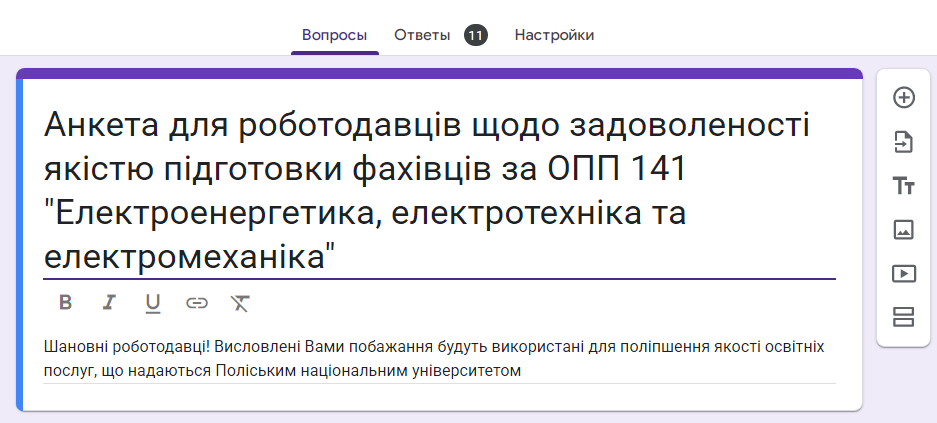 Вопросы Ответы 11 Настройки
Анкета для роботодавців щодо задоволеності
якістю підготовки фахівців за ОПП 141
"Електроенергетика, електротехніка та
електромеханіка"
B I U
Шановні роботодавці! Висловлені Вами побажання будуть використані для поліпшення якості освітніх
послуг, що надаються Поліським національним університетом